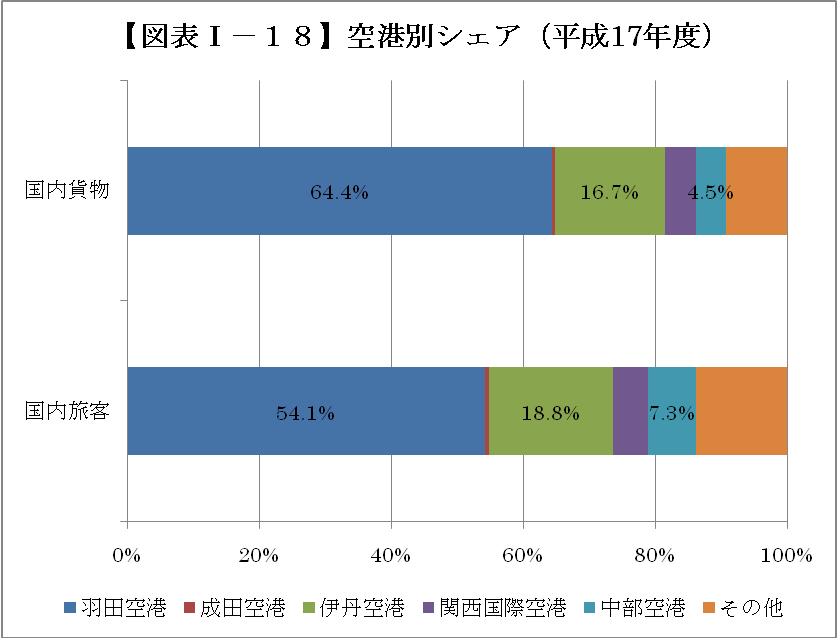 【図表Ⅰ－１８】空港別シェア（平成17年度）
国内貨物
64.4% 16.7% 4.5%
国内旅客
54.1% 18.8% 7.3%
0% 20% 40% 60% 80% 100%
羽田空港 成田空港 伊丹空港 関西国際空港 中部空港 その他